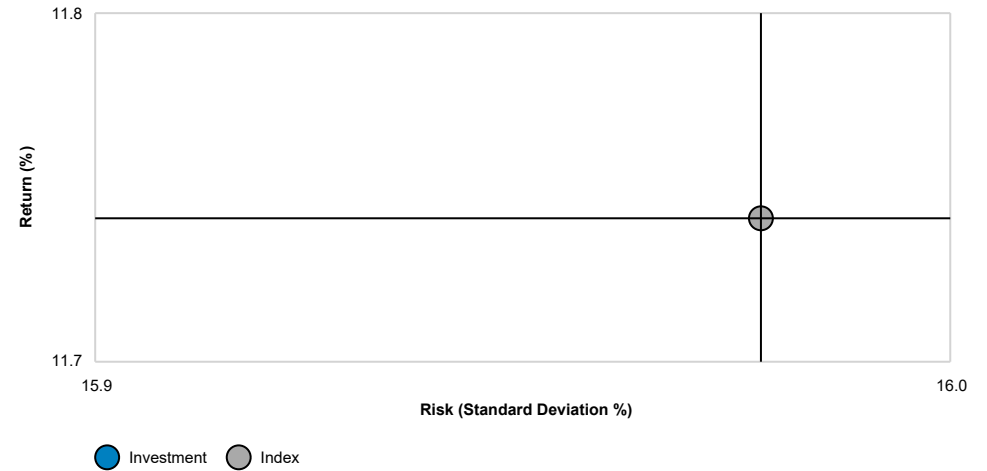 11.8
Return (%)
11.7
15.9
16.0
Risk (Standard Deviation %)
Investment
Index